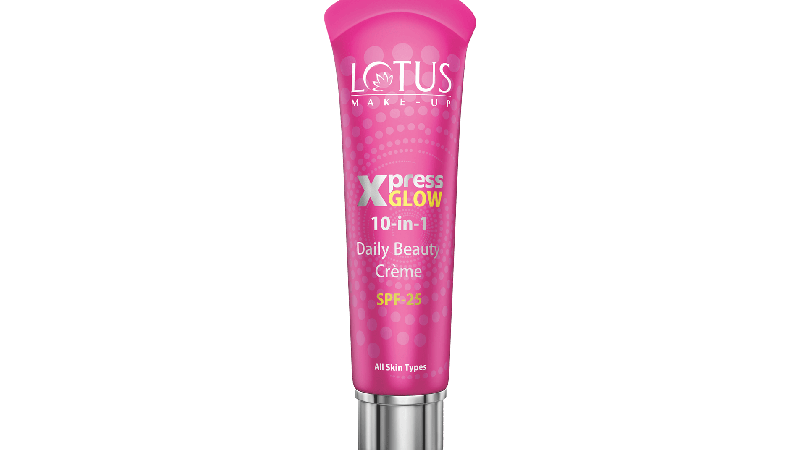 LOTUS
MAKE-UP
Xpress
GLOW
10-in-1
Daily Beauty
Crème
SPF-25
All Skin Types